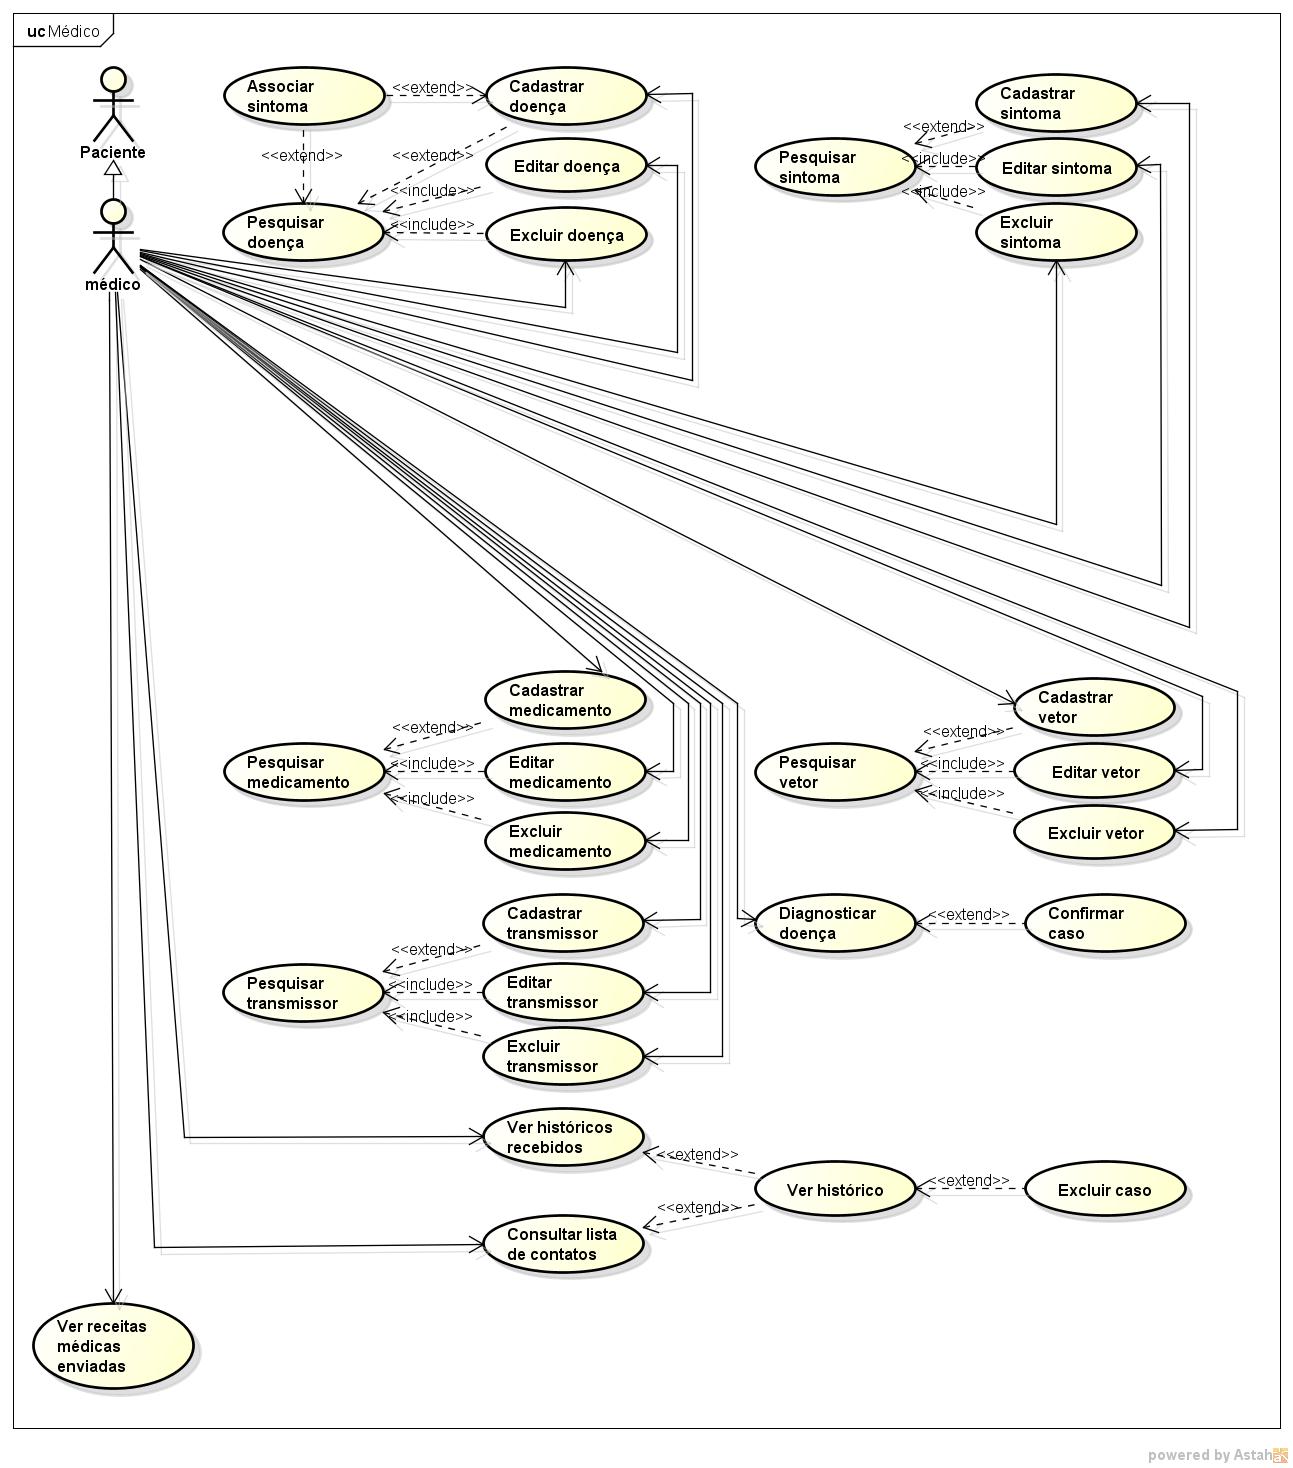 uc Médico
Paciente
médico
Associar
sintoma
<<extend>>
Cadastrar
doença
<<extend>>
<<extend>>
Editar doença
<<include>>
Pesquisar
doença
<<include>>
Excluir doença
Cadastrar
sintoma
<<extend>>
Pesquisar
sintoma
<<include>>
Editar sintoma
<<include>>
Excluir
sintoma
Cadastrar
medicamento
<<extend>>
Pesquisar
medicamento
<<include>>
Editar
medicamento
<<include>>
Excluir
medicamento
Cadastrar
vetor
<<extend>>
Pesquisar
vetor
<<include>>
Editar vetor
<<include>>
Excluir vetor
Cadastrar
transmissor
<<extend>>
Pesquisar
transmissor
<<include>>
Editar
transmissor
<<include>>
Excluir
transmissor
Diagnosticar
doença
<<extend>>
Confirmar
caso
Ver históricos
recebidos
<<extend>>
Ver histórico
<<extend>>
Excluir caso
<<extend>>
Consultar lista
de contatos
Ver receitas
médicas
enviadas
powered by Astah